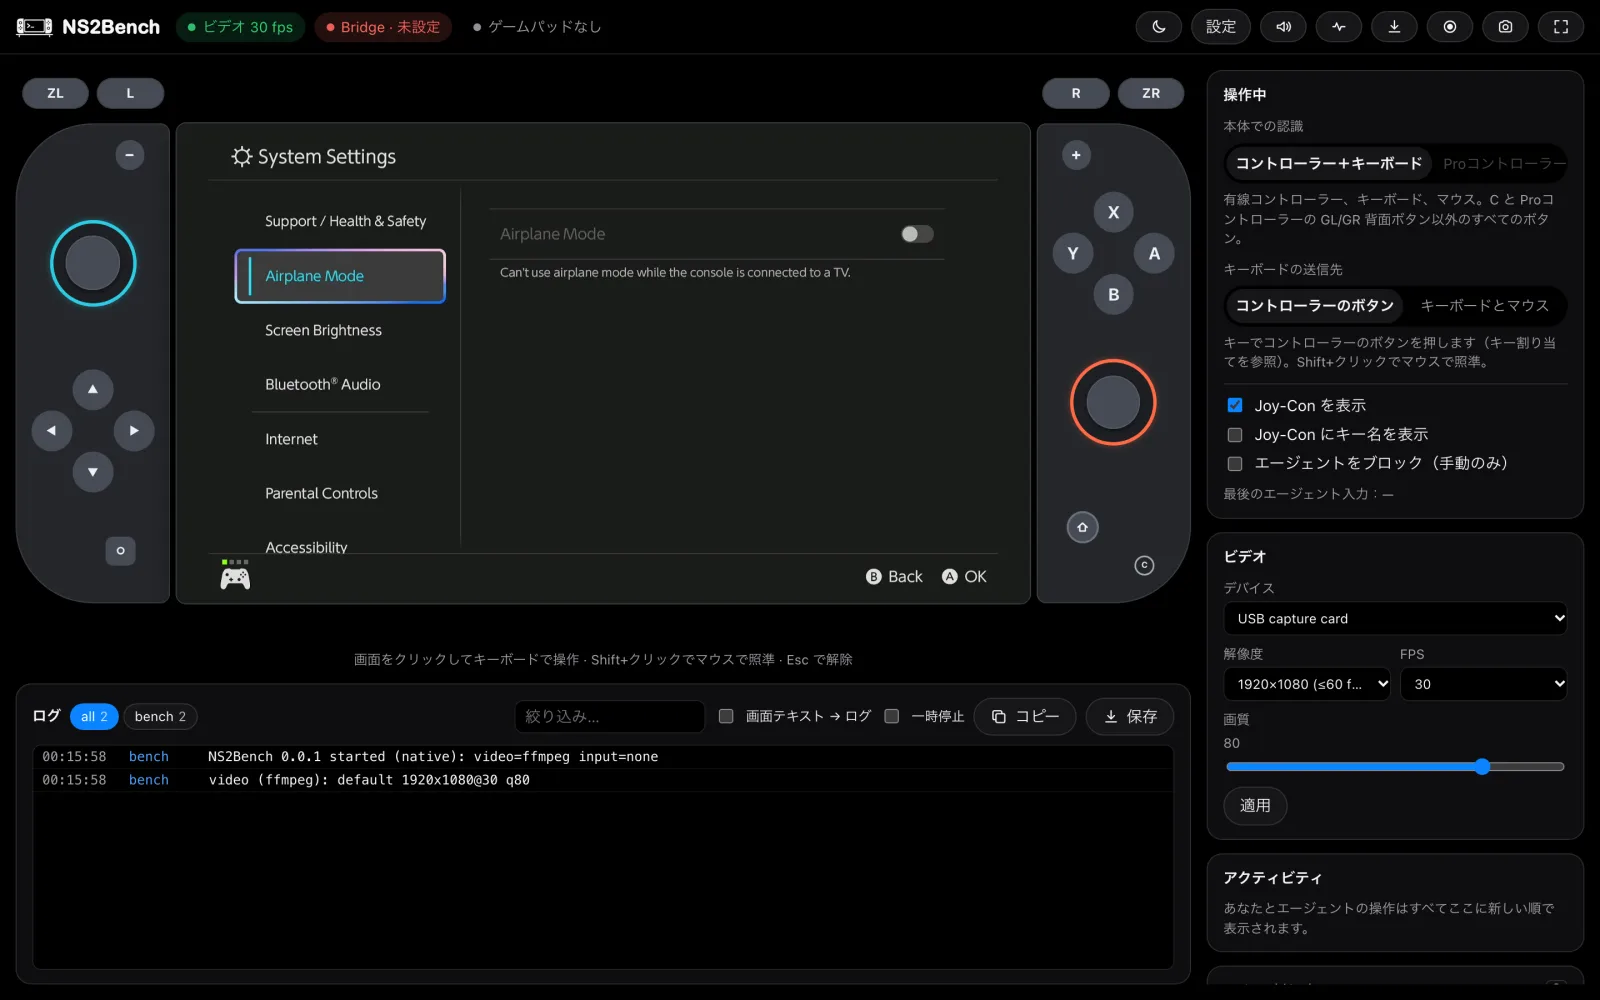 NS2Bench
ビデオ 30 fps
Bridge · 未設定
ゲームパッドなし
設定
ZL
L
R
ZR
X
Y
A
B
C
System Settings
Support / Health & Safety
Airplane Mode
Screen Brightness
Bluetooth® Audio
Internet
Parental Controls
Accessibility
Airplane Mode
Can't use airplane mode while the console is connected to a TV.
B Back
A OK
画面をクリックしてキーボードで操作 · Shift+クリックでマウスで照準 · Esc で解除
ログ
all 2
bench 2
絞り込み...
画面テキスト → ログ
一時停止
コピー
保存
00:15:58 bench NS2Bench 0.0.1 started (native): video=ffmpeg input=none
00:15:58 bench video (ffmpeg): default 1920x1080@30 q80
操作中
本体での認識
コントローラー＋キーボード
Proコントローラー
有線コントローラー、キーボード、マウス。C と Proコ
ントローラーの GL/GR 背面ボタン以外のすべてのボタ
ン。
キーボードの送信先
コントローラーのボタン
キーボードとマウス
キーでコントローラーのボタンを押します（キー割り当
てを参照）。Shift+クリックでマウスで照準。
Joy-Con を表示
Joy-Con にキー名を表示
エージェントをブロック（手動のみ）
最後のエージェント入力：—
ビデオ
デバイス
USB capture card
解像度
FPS
1920×1080 (≤60 f...
30
画質
80
適用
アクティビティ
あなたとエージェントの操作はすべてここに新しい順で
表示されます。